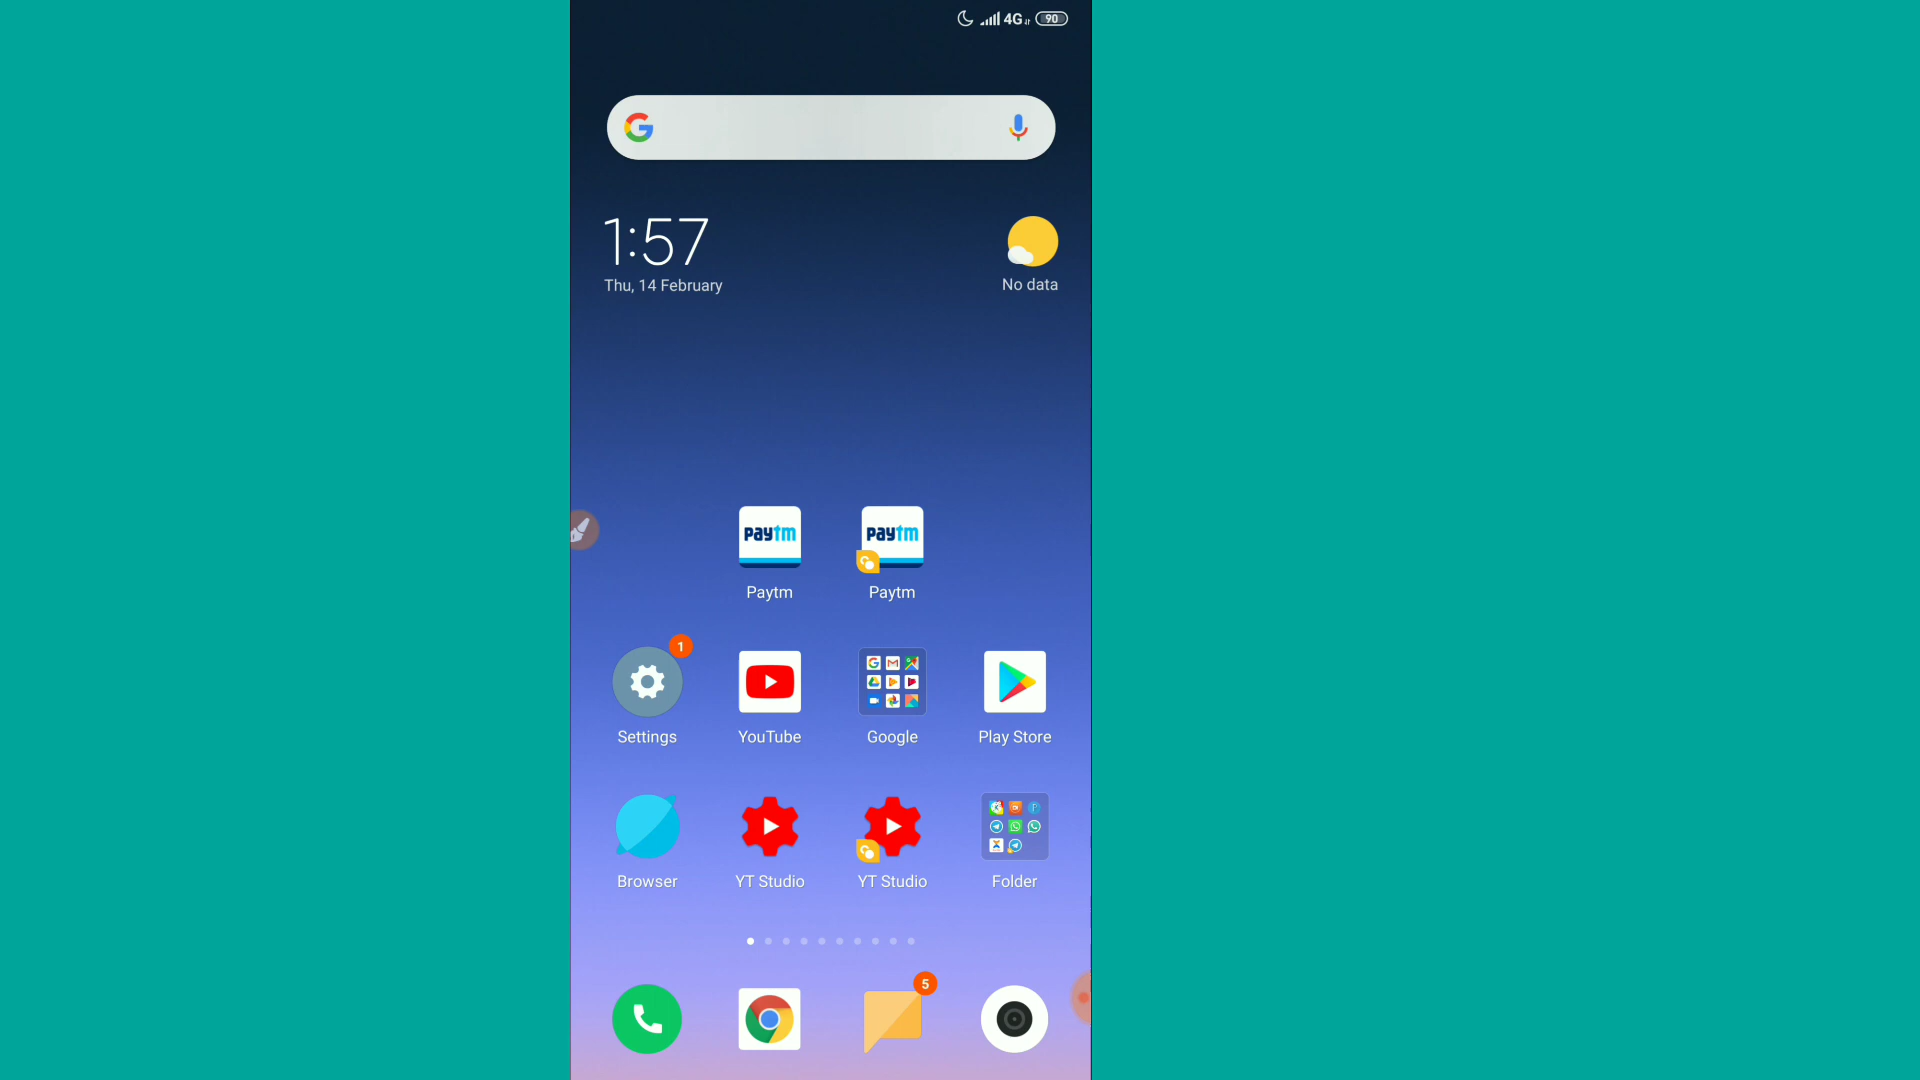 4G 90
1:57
Thu, 14 February
No data
paytm paytm
Paytm Paytm
1
Settings YouTube Google Play Store
Browser YT Studio YT Studio Folder
5